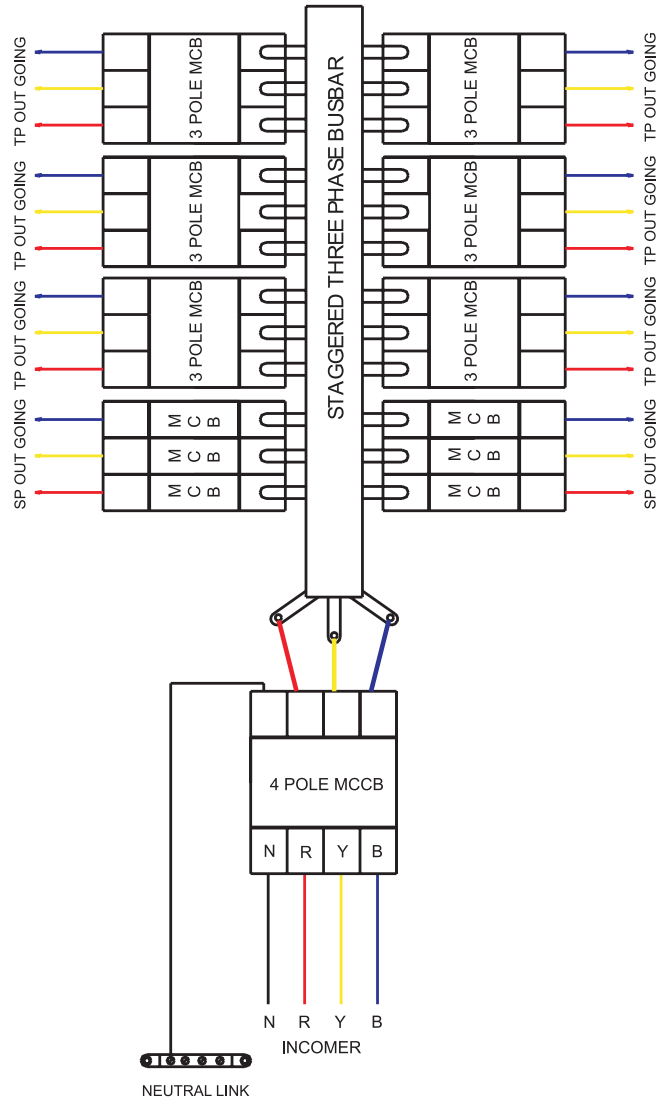 TP OUT GOING
3 POLE MCB
STAGGERED THREE PHASE BUSBAR
3 POLE MCB
TP OUT GOING
TP OUT GOING
3 POLE MCB
3 POLE MCB
TP OUT GOING
TP OUT GOING
3 POLE MCB
3 POLE MCB
TP OUT GOING
SP OUT GOING
M C B
M C B
M C B
M C B
M C B
M C B
SP OUT GOING
4 POLE MCCB
N R Y B
N R Y B
INCOMER
NEUTRAL LINK